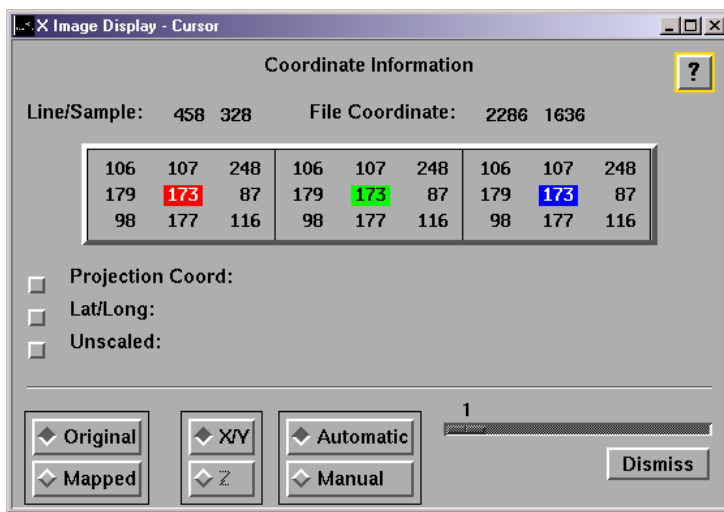 X Image Display - Cursor
Coordinate Information
?
Line/Sample: 458 328 File Coordinate: 2286 1636
106 107 248 106 107 248 106 107 248
179 173 87 179 173 87 179 173 87
98 177 116 98 177 116 98 177 116
Projection Coord:
Lat/Long:
Unscaled:
1
Original X/Y Automatic
Mapped Z Manual
Dismiss